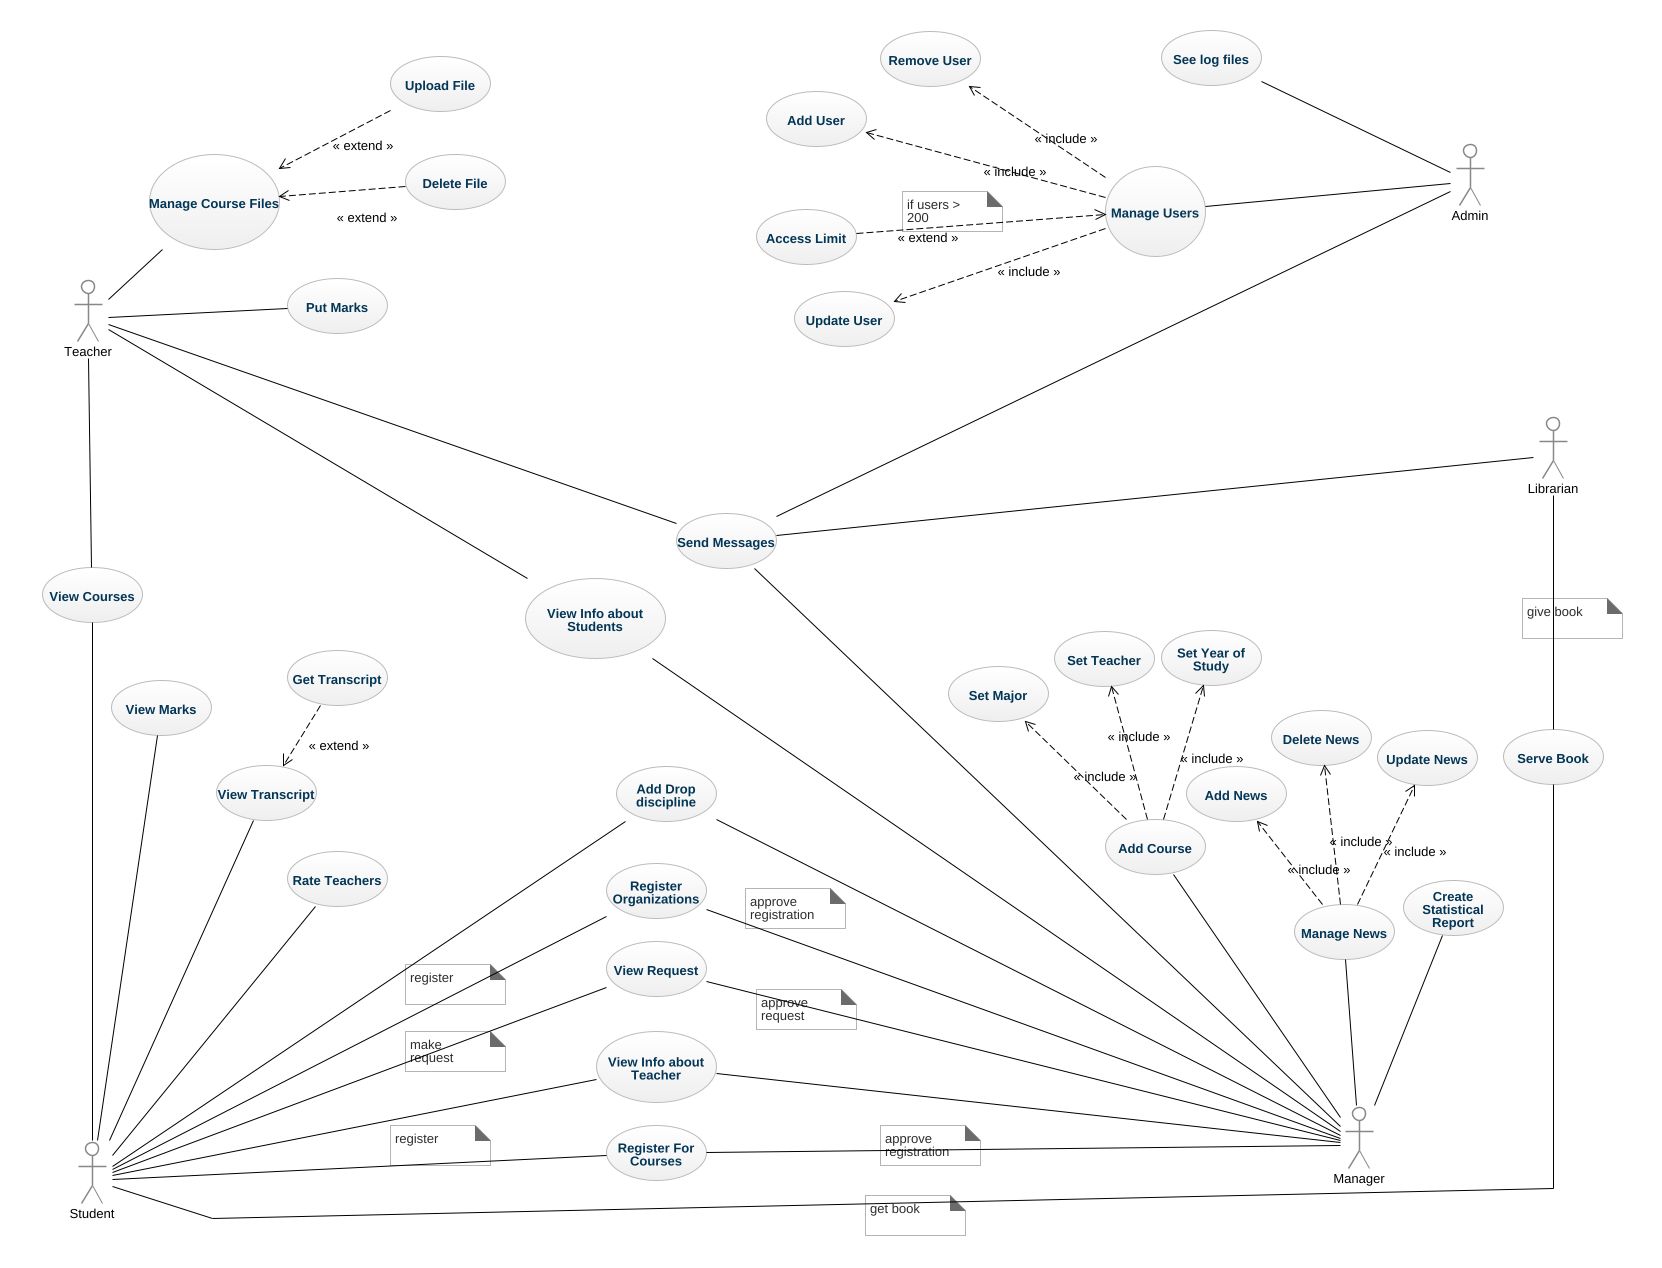 Remove User
See log files
Upload File
Add User
« include »
« extend »
« include »
Delete File
Manage Course Files
if users >
200
Manage Users
Admin
« extend »
Access Limit
« extend »
« include »
Put Marks
Update User
Teacher
Librarian
Send Messages
View Courses
View Info about
Students
give book
Set Teacher
Set Year of
Study
Get Transcript
Set Major
View Marks
« include »
Delete News
« extend »
« include »
Update News
Serve Book
« include »
View Transcript
Add Drop
discipline
Add News
« include »
Add Course
« include »
« include »
Rate Teachers
Register
Organizations
approve
registration
Create
Statistical
Report
Manage News
register
View Request
approve
request
make
request
View Info about
Teacher
register
Register For
Courses
approve
registration
Manager
Student
get book